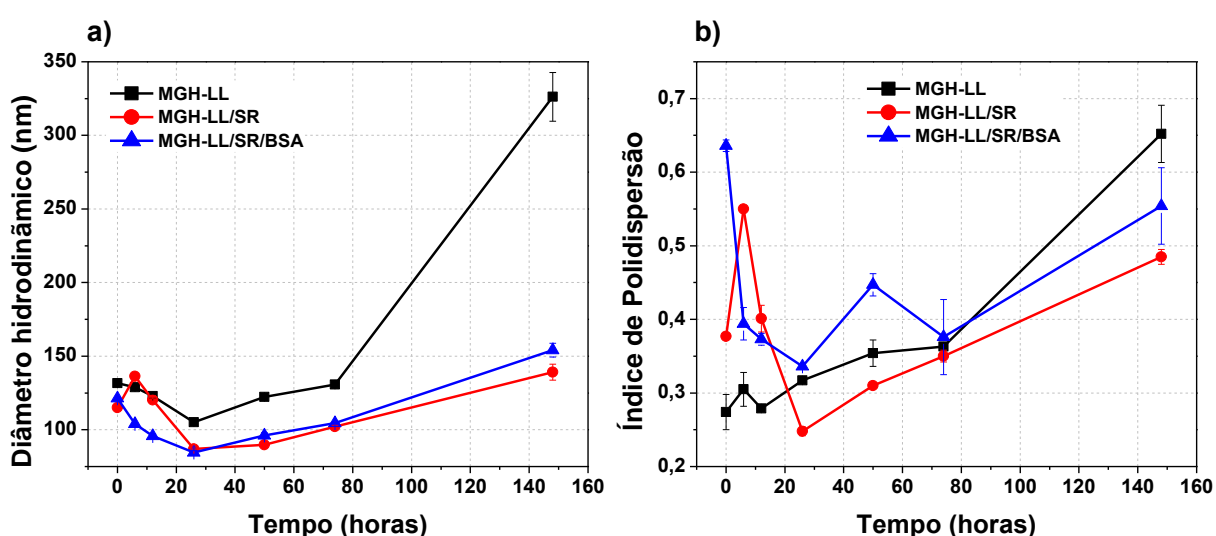 a)
Diâmetro hidrodinâmico (nm)
350
300
250
200
150
100
MGH-LL
MGH-LL/SR
MGH-LL/SR/BSA
0 20 40 60 80 100 120 140 160
Tempo (horas)
b)
Índice de Polidispersão
0,7
0,6
0,5
0,4
0,3
0,2
MGH-LL
MGH-LL/SR
MGH-LL/SR/BSA
0 20 40 60 80 100 120 140 160
Tempo (horas)